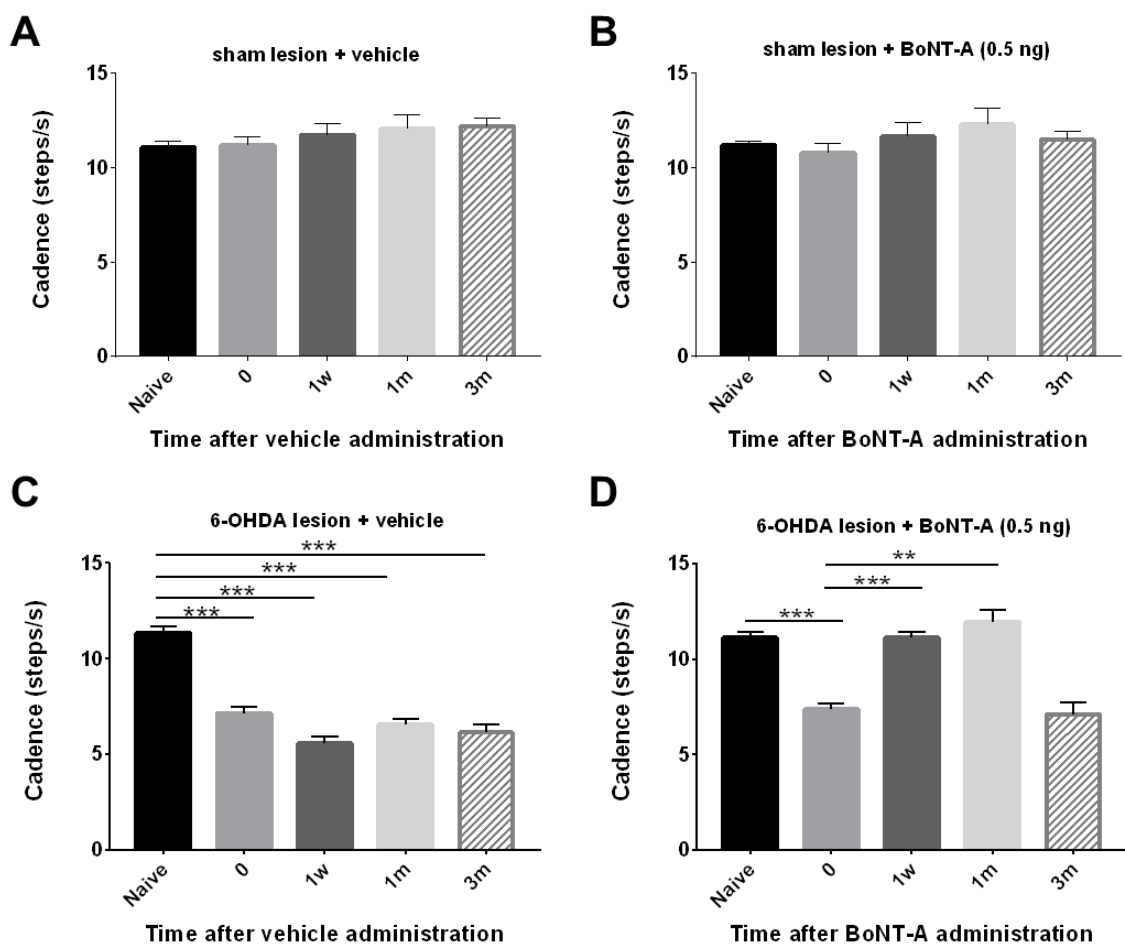 A
sham lesion + vehicle
15
10
5
0
Cadence (steps/s)
Naive
0
1w
1m
3m
Time after vehicle administration
B
sham lesion + BoNT-A (0.5 ng)
15
10
5
0
Cadence (steps/s)
Naive
0
1w
1m
3m
Time after BoNT-A administration
C
6-OHDA lesion + vehicle
***
***
***
***
15
10
5
0
Cadence (steps/s)
Naive
0
1w
1m
3m
Time after vehicle administration
D
6-OHDA lesion + BoNT-A (0.5 ng)
**
***
***
15
10
5
0
Cadence (steps/s)
Naive
0
1w
1m
3m
Time after BoNT-A administration